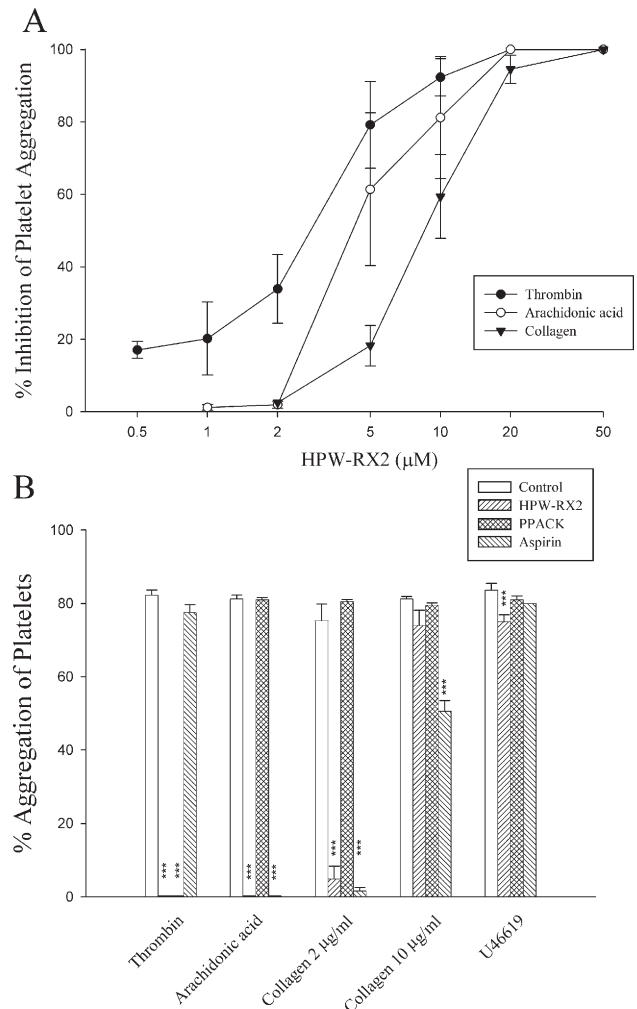 A
% Inhibition of Platelet Aggregation
100
80
60
40
20
0
Thrombin
Arachidonic acid
Collagen
0.5 1 2 5 10 20 50
HPW-RX2 (μM)
B
Control
HPW-RX2
PPACK
Aspirin
% Aggregation of Platelets
100
80
60
40
20
0
*** *** *** *** *** *** *** ***
Thrombin
Arachidonic acid
Collagen 2 μg/ml
Collagen 10 μg/ml
U46619